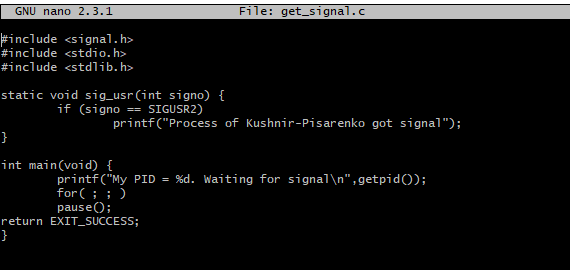 GNU nano 2.3.1 File: get_signal.c
#include <signal.h>
#include <stdio.h>
#include <stdlib.h>
static void sig_usr(int signo) {
if (signo == SIGUSR2)
printf("Process of Kushnir-Pisarenko got signal");
}
int main(void) {
printf("My PID = %d. Waiting for signal\n",getpid());
for( ; ; )
pause();
return EXIT_SUCCESS;
}